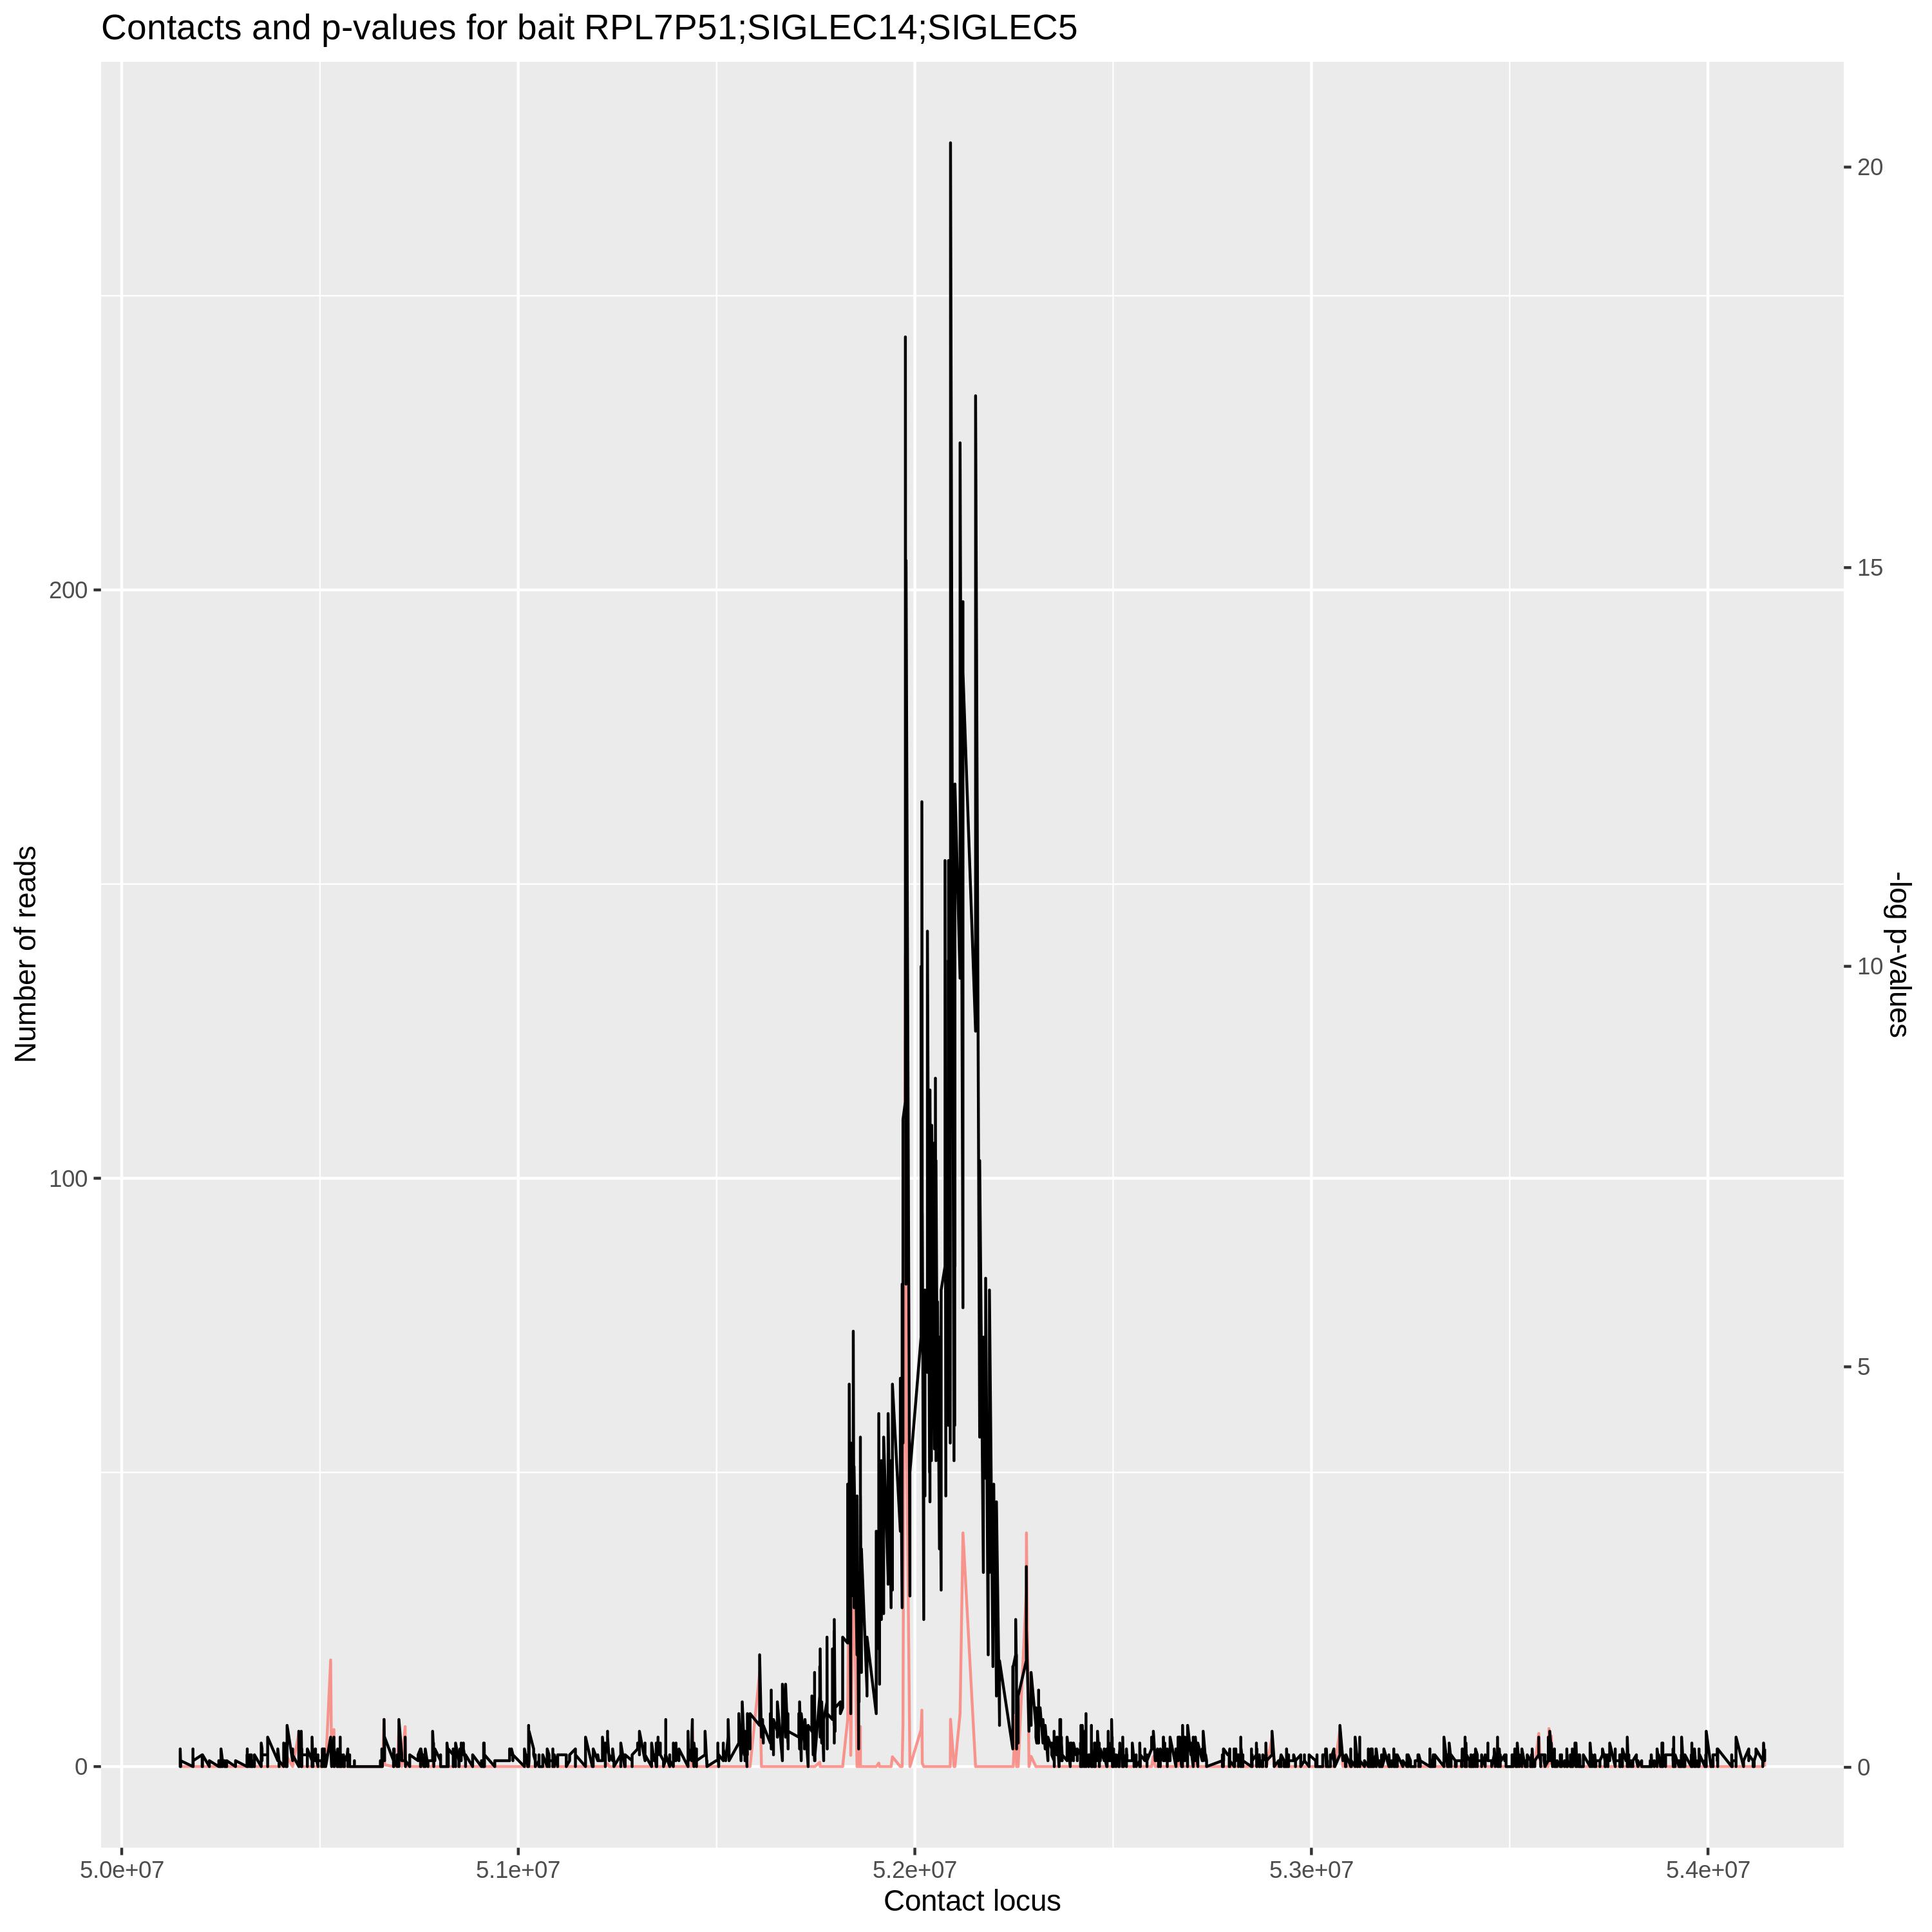 Contacts and p-values for bait RPL7P51;SIGLEC14;SIGLEC5
20
200
15
Number of reads
-log p-values
10
100
5
0
0
5.0e+07 5.1e+07 5.2e+07 5.3e+07 5.4e+07
Contact locus